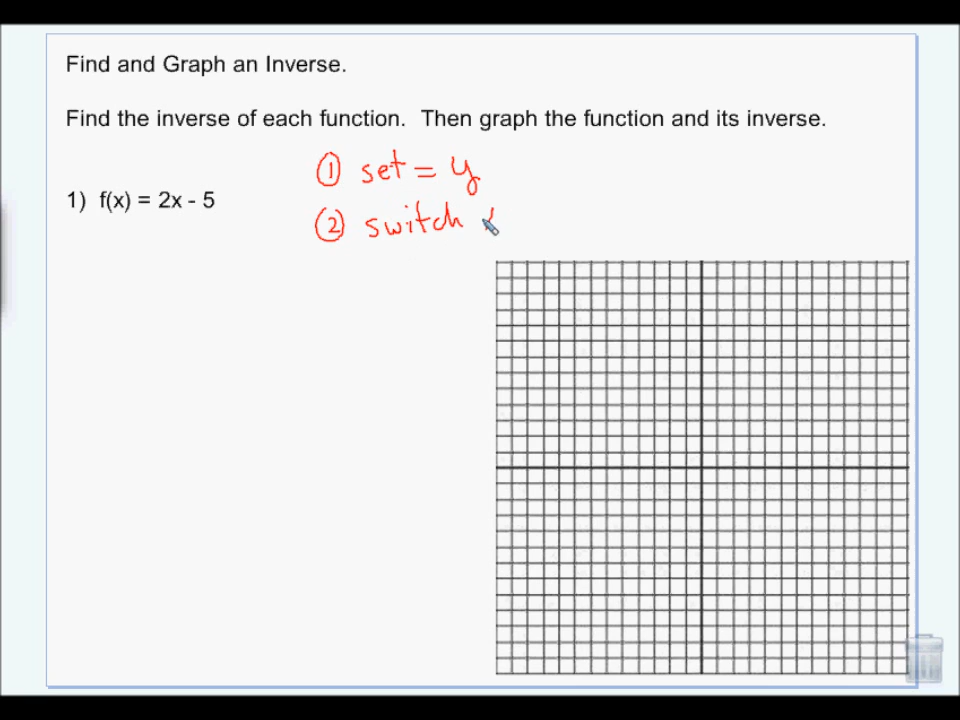 Find and Graph an Inverse.
Find the inverse of each function. Then graph the function and its inverse.
① set = y
1) f(x) = 2x - 5
② switch